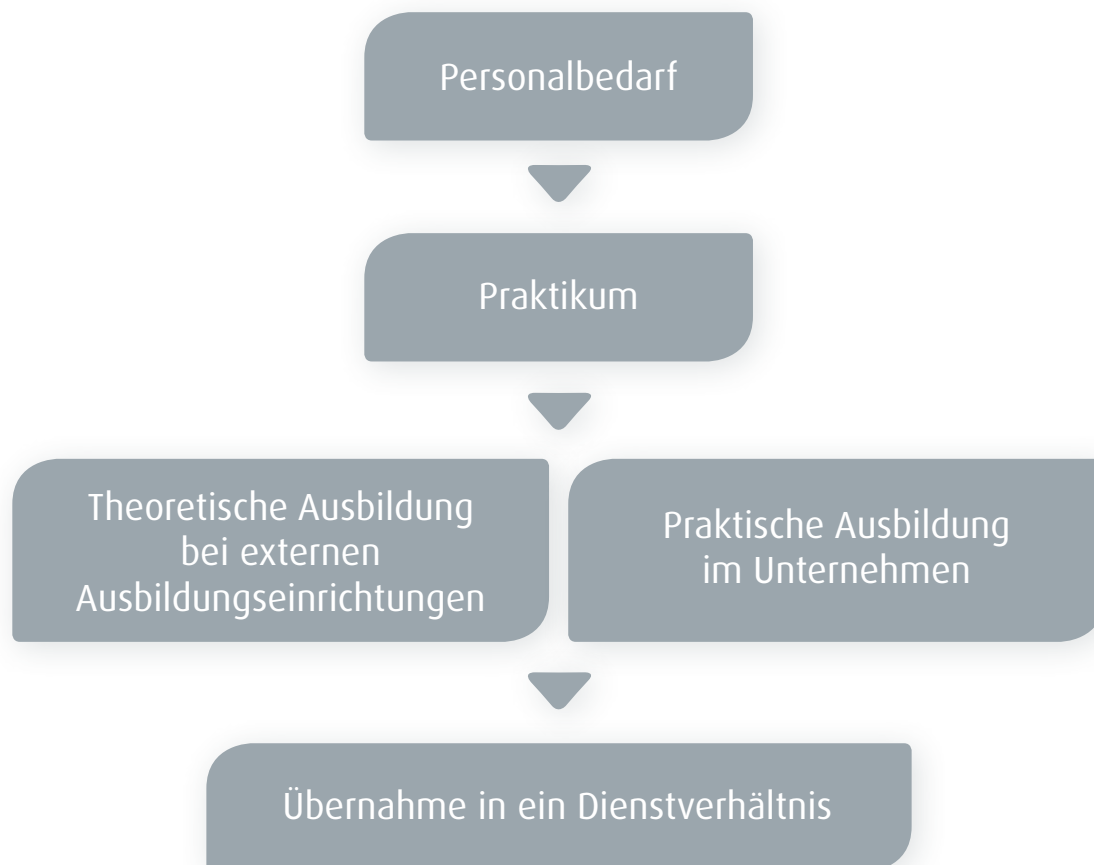 Personalbedarf
Praktikum
Theoretische Ausbildung
bei externen
Ausbildungseinrichtungen
Praktische Ausbildung
im Unternehmen
Übernahme in ein Dienstverhältnis